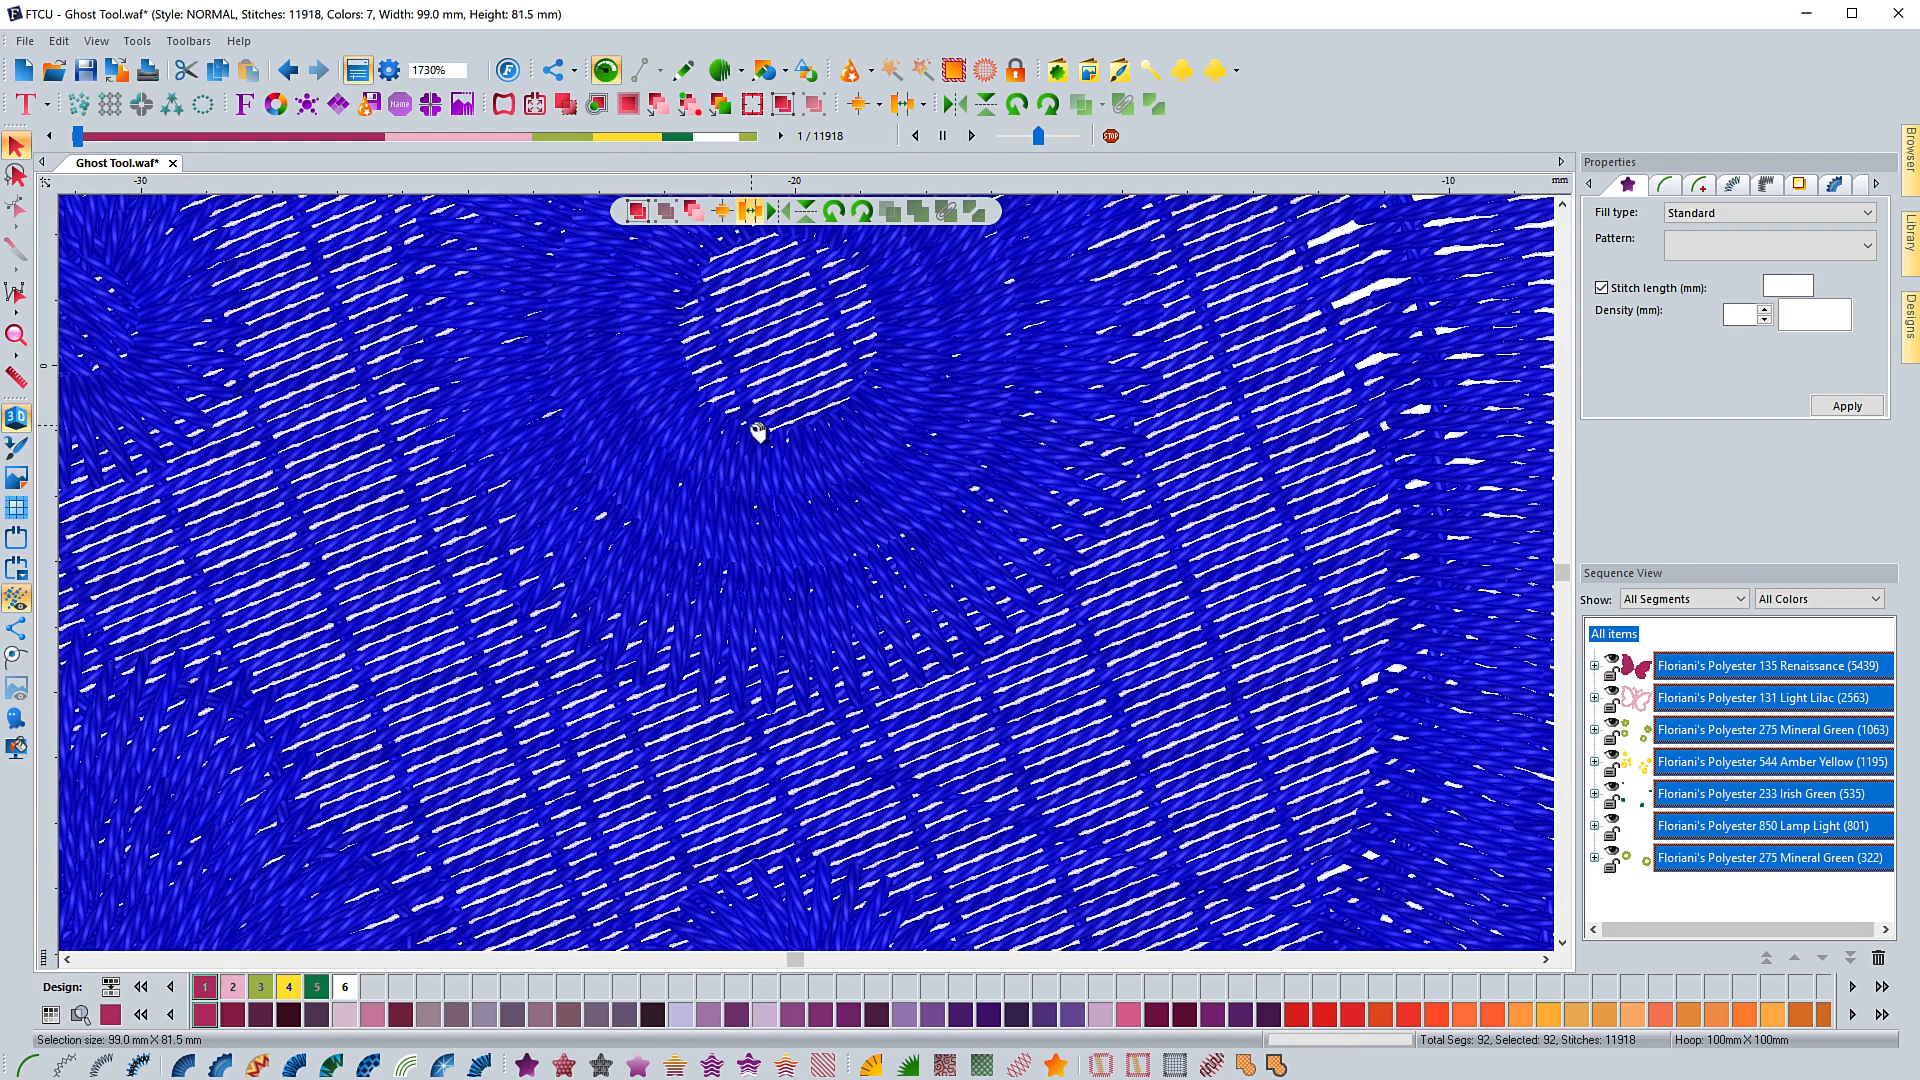 FTCU - Ghost Tool.waf* (Style: NORMAL, Stitches: 11918, Colors: 7, Width: 99.0 mm, Height: 81.5 mm)
File Edit View Tools Toolbars Help
1730%
Name
1 / 11918
STOP
Ghost Tool.waf*
-30 -20 -10 mm
0
Properties
Fill type: Standard
Pattern:
Stitch length (mm):
Density (mm):
Apply
Browser
Library
Designs
3D
Sequence View
Show: All Segments All Colors
All items
Floriani's Polyester 135 Renaissance (5439)
Floriani's Polyester 131 Light Lilac (2563)
Floriani's Polyester 275 Mineral Green (1063)
Floriani's Polyester 544 Amber Yellow (1195)
Floriani's Polyester 233 Irish Green (535)
Floriani's Polyester 850 Lamp Light (801)
Floriani's Polyester 275 Mineral Green (322)
Design: 1 2 3 4 5 6
Selection size: 99.0 mm X 81.5 mm
Total Segs: 92, Selected: 92, Stitches: 11918 Hoop: 100mm X 100mm